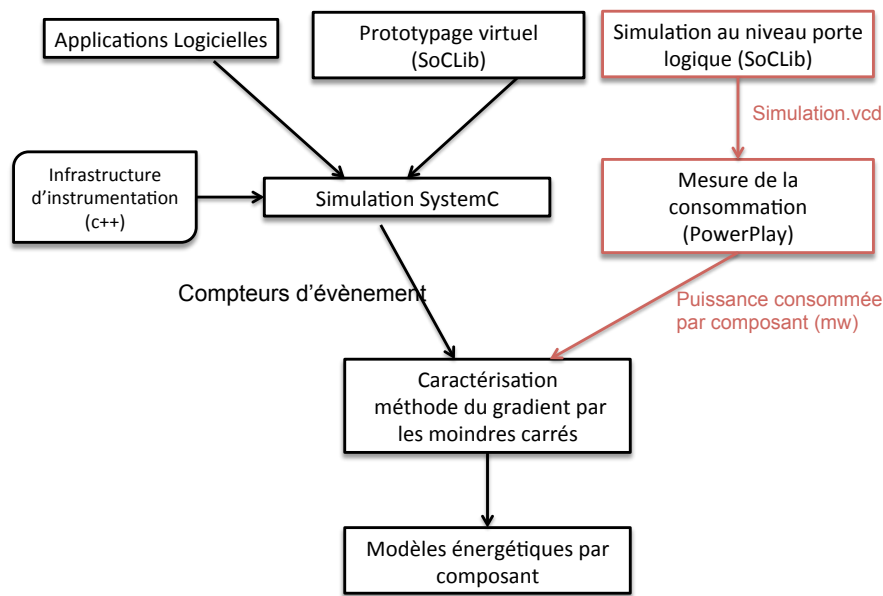 Applications Logicielles
Prototypage virtuel
(SoCLib)
Simulation au niveau porte
logique (SoCLib)
Simulation.vcd
Infrastructure
d'instrumentation
(c++)
Simulation SystemC
Mesure de la
consommation
(PowerPlay)
Compteurs d'évènement
Puissance consommée
par composant (mw)
Caractérisation
méthode du gradient par
les moindres carrés
Modèles énergétiques par
composant